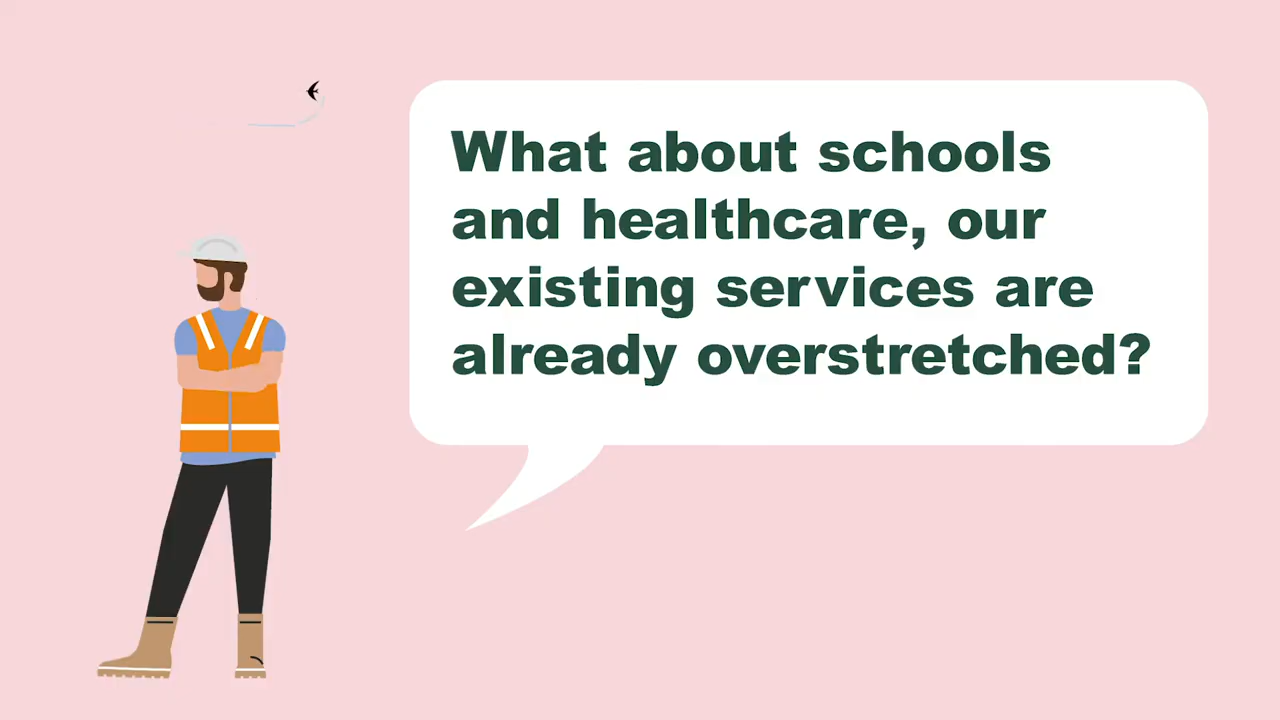 What about schools
and healthcare, our
existing services are
already overstretched?